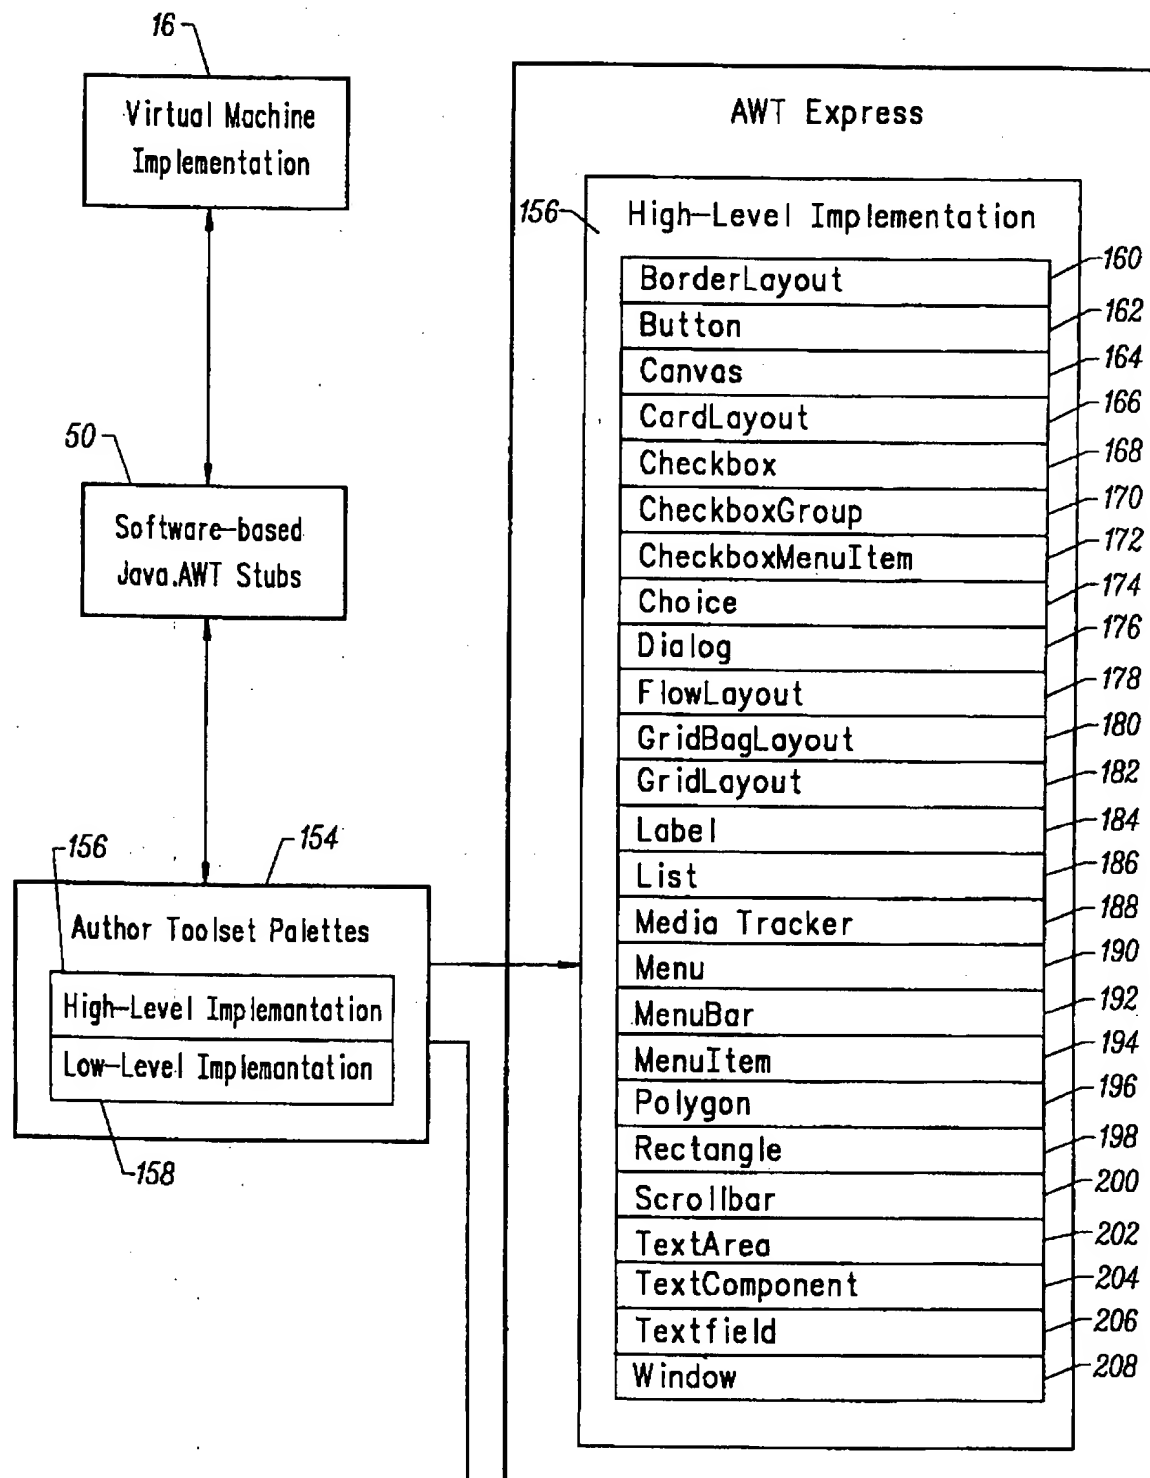 16
Virtual Machine
Implementation
50
Software-based
Java.AWT Stubs
154
156
Author Toolset Palettes
High-Level Implemantation
Low-Level Implemantation
158
AWT Express
156
High-Level Implementation
BorderLayout 160
Button 162
Canvas 164
CardLayout 166
Checkbox 168
CheckboxGroup 170
CheckboxMenuItem 172
Choice 174
Dialog 176
FlowLayout 178
GridBagLayout 180
GridLayout 182
Label 184
List 186
Media Tracker 188
Menu 190
MenuBar 192
MenuItem 194
Polygon 196
Rectangle 198
Scrollbar 200
TextArea 202
TextComponent 204
Textfield 206
Window 208